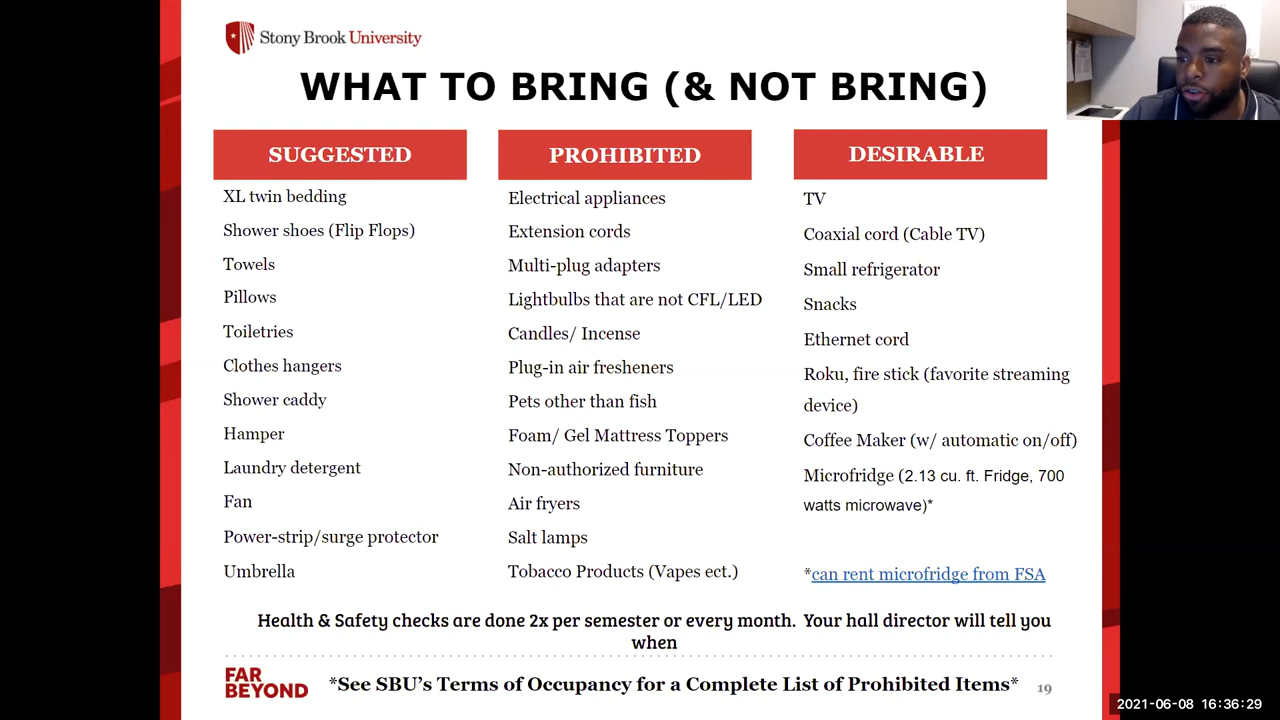 Stony Brook University
WHAT TO BRING (& NOT BRING)
SUGGESTED
XL twin bedding
Shower shoes (Flip Flops)
Towels
Pillows
Toiletries
Clothes hangers
Shower caddy
Hamper
Laundry detergent
Fan
Power-strip/surge protector
Umbrella
PROHIBITED
Electrical appliances
Extension cords
Multi-plug adapters
Lightbulbs that are not CFL/LED
Candles/ Incense
Plug-in air fresheners
Pets other than fish
Foam/ Gel Mattress Toppers
Non-authorized furniture
Air fryers
Salt lamps
Tobacco Products (Vapes ect.)
DESIRABLE
TV
Coaxial cord (Cable TV)
Small refrigerator
Snacks
Ethernet cord
Roku, fire stick (favorite streaming
device)
Coffee Maker (w/ automatic on/off)
Microfridge (2.13 cu. ft. Fridge, 700
watts microwave)*
*can rent microfridge from FSA
Health & Safety checks are done 2x per semester or every month. Your hall director will tell you
when
FAR
BEYOND
*See SBU's Terms of Occupancy for a Complete List of Prohibited Items*
19
2021-06-08 16:36:29